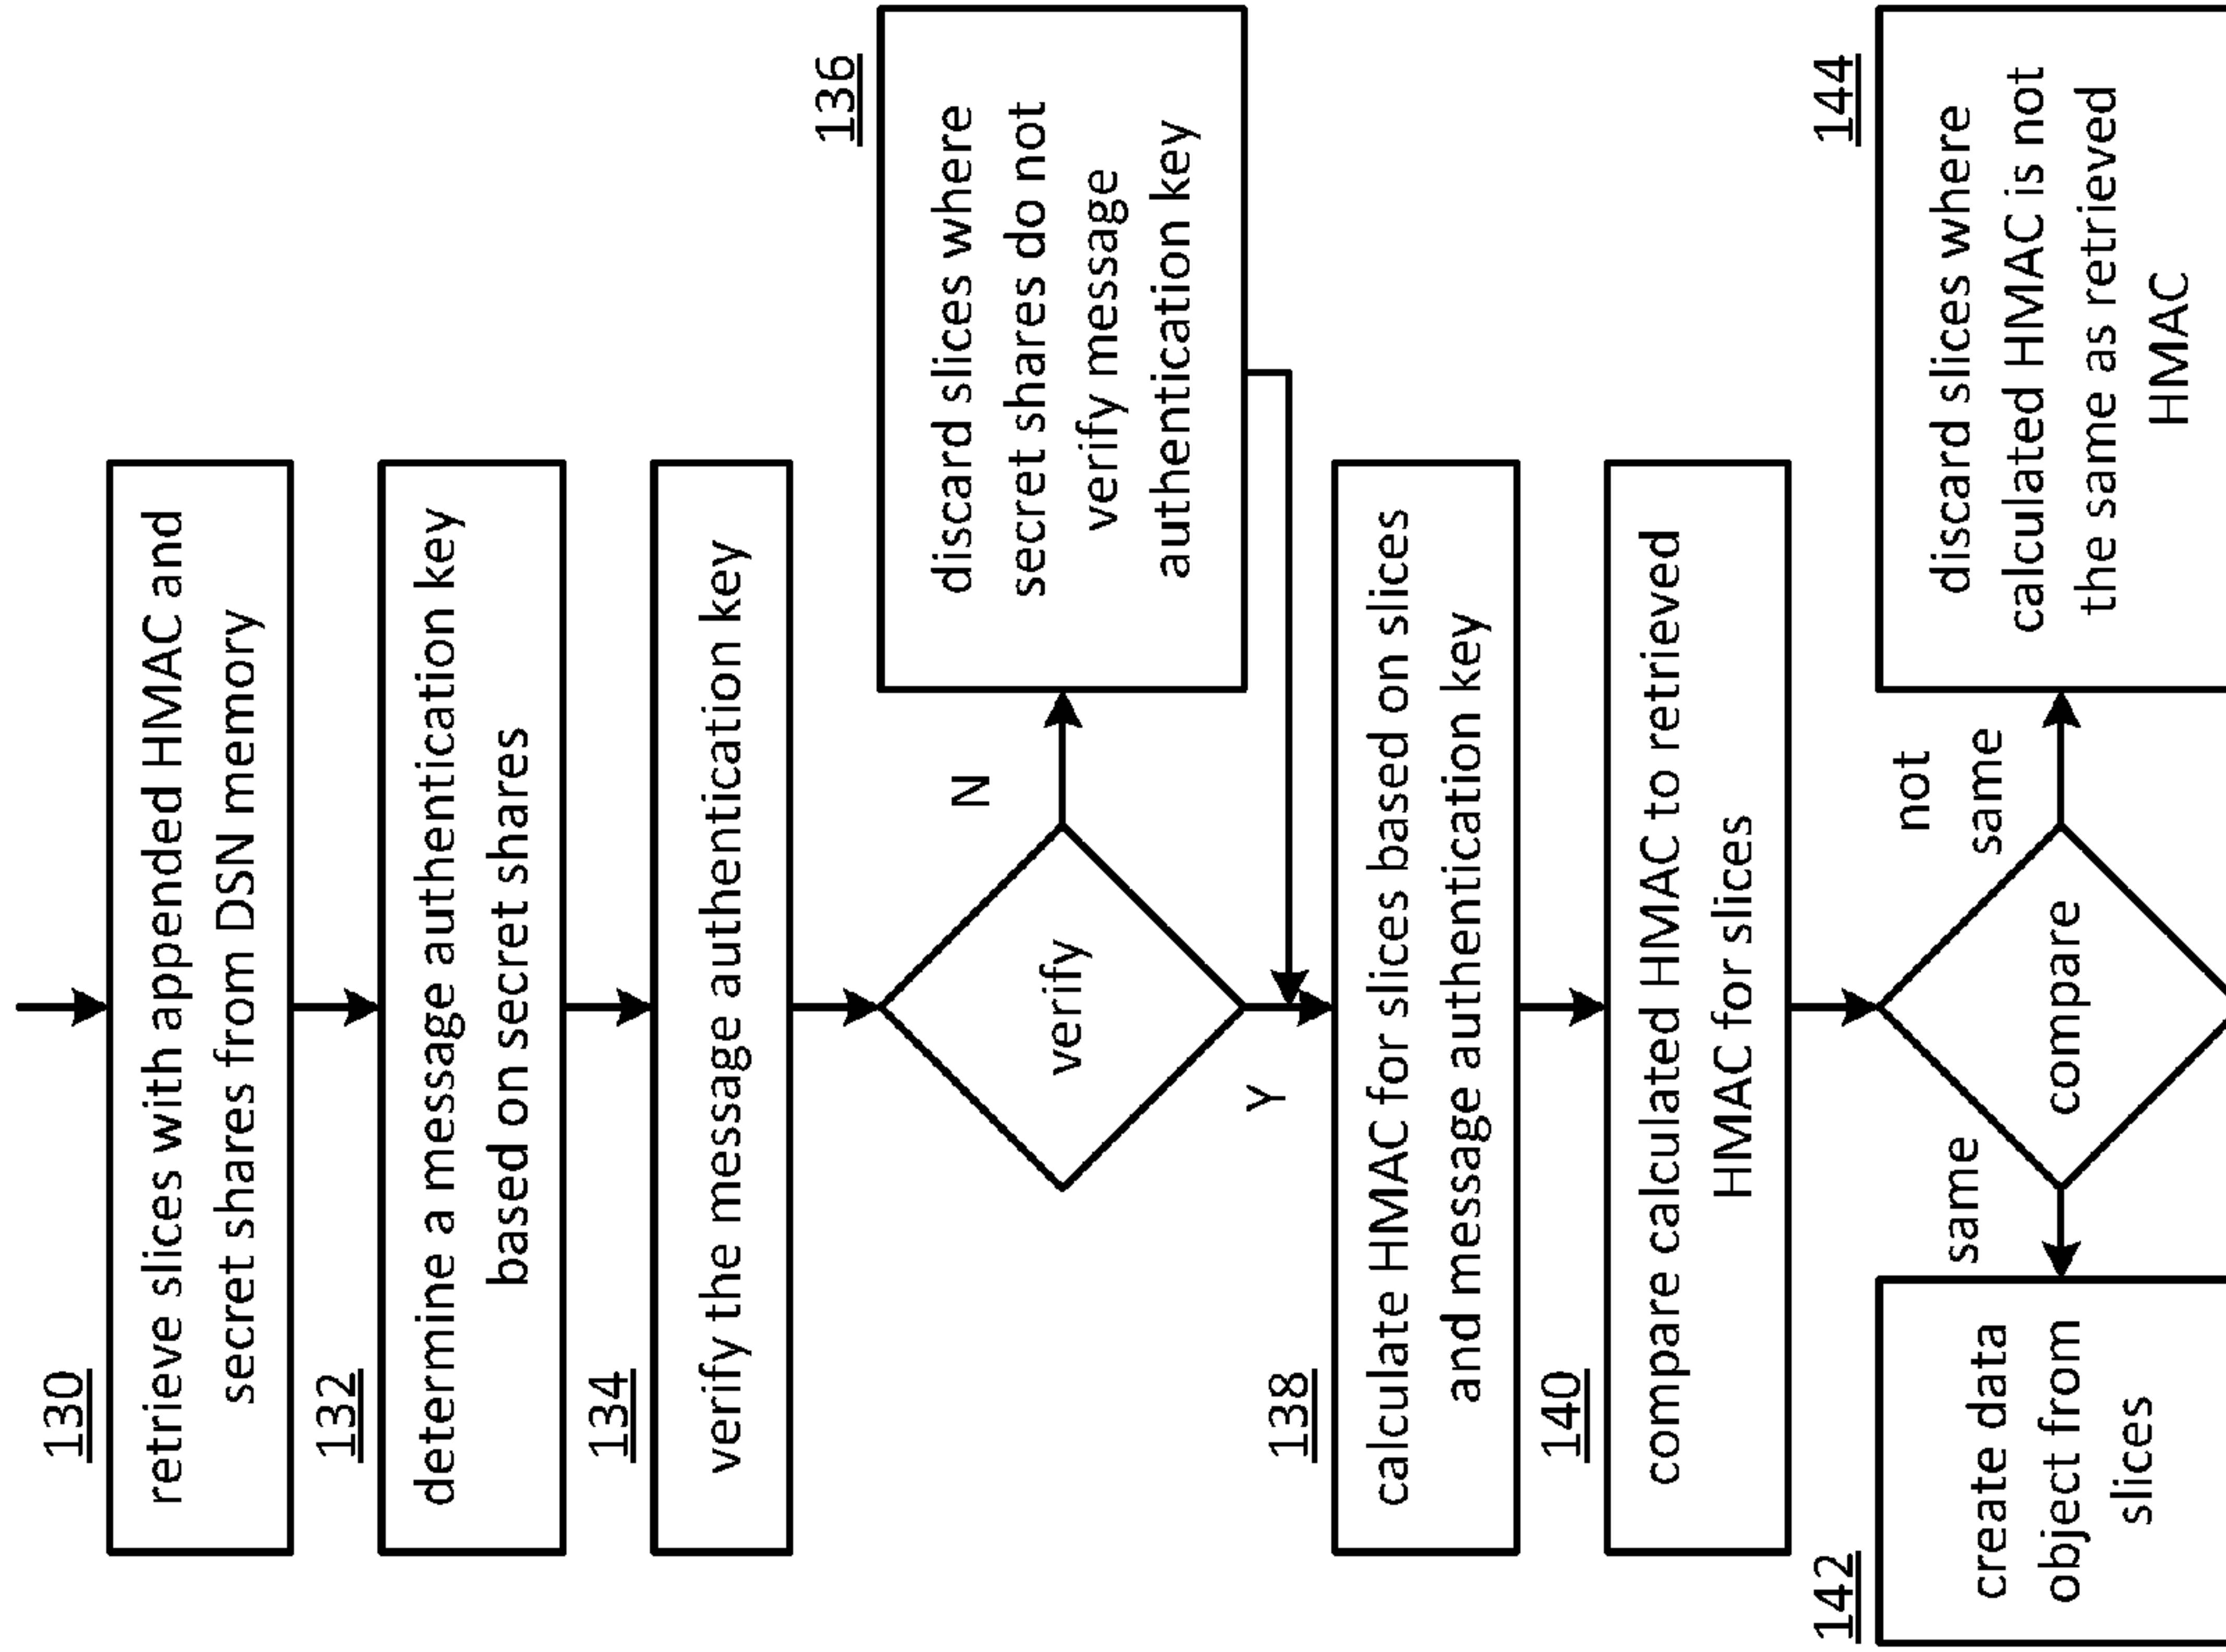 130
retrieve slices with appended HMAC and
secret shares from DSN memory
132
determine a message authentication key
based on secret shares
134
verify the message authentication key
verify
N
Y
136
discard slices where
secret shares do not
verify message
authentication key
138
calculate HMAC for slices based on slices
and message authentication key
140
compare calculated HMAC to retrieved
HMAC for slices
compare
same
not
same
142
create data
object from
slices
144
discard slices where
calculated HMAC is not
the same as retrieved
HMAC